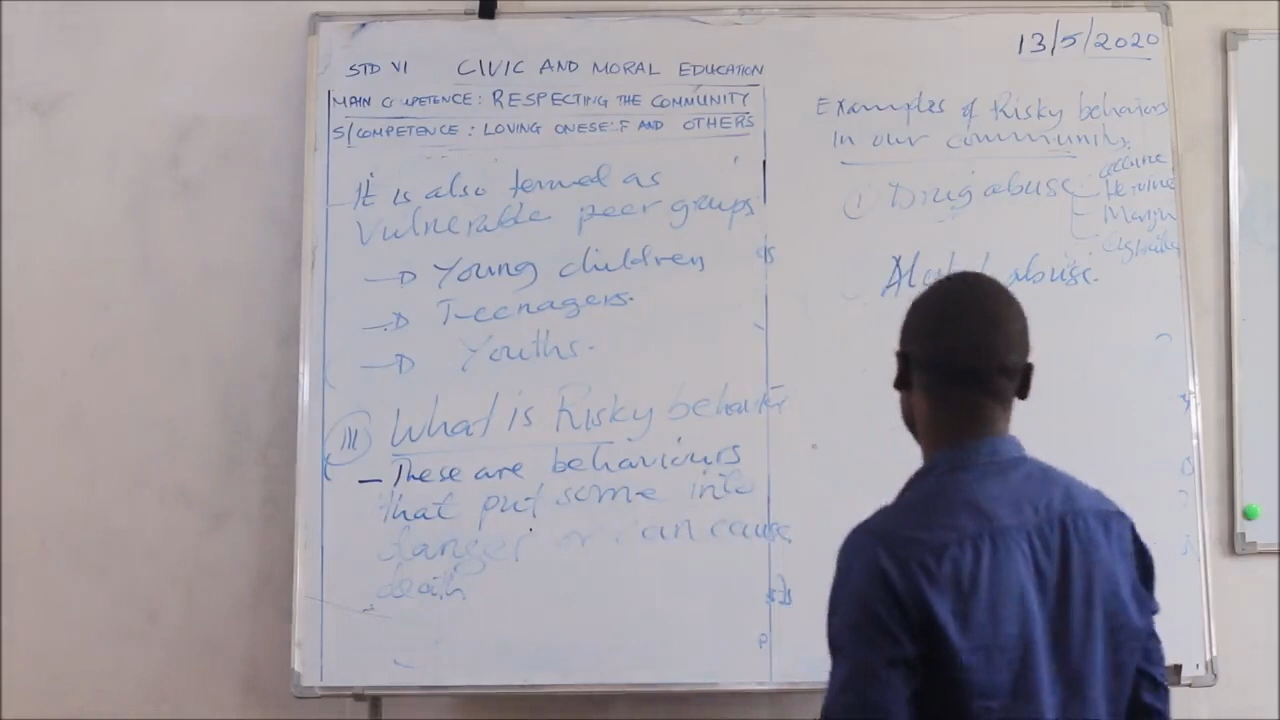 13/5/2020
STD VI CIVIC AND MORAL EDUCATION
MAIN COMPETENCE: RESPECTING THE COMMUNITY
S/COMPETENCE: LOVING ONESELF AND OTHERS
It is also termed as
Vulnerable peer groups
Young children
Teenagers.
Youths.
III What is Risky behavior
- These are behaviours
that put some into
danger or can cause
death
Examples of Risky behaviors
in our community.
i Drug abuse
Heroine
Alcohol abuse.